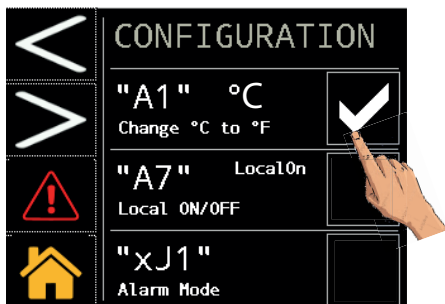 CONFIGURATION
"A1" °C
Change °C to °F
"A7" LocalOn
Local ON/OFF
"xJ1"
Alarm Mode